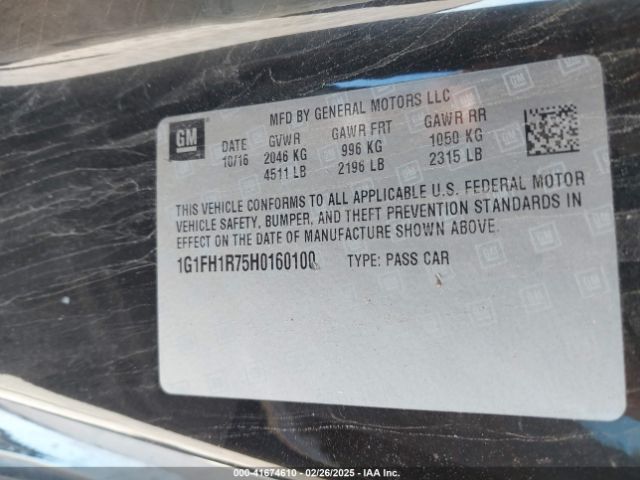 GM
MFD BY GENERAL MOTORS LLC
DATE GVWR GAWR FRT GAWR RR
10/16 2046 KG 996 KG 1050 KG
4511 LB 2196 LB 2315 LB
THIS VEHICLE CONFORMS TO ALL APPLICABLE U.S. FEDERAL MOTOR
VEHICLE SAFETY, BUMPER, AND THEFT PREVENTION STANDARDS IN
EFFECT ON THE DATE OF MANUFACTURE SHOWN ABOVE.
1G1FH1R75H0160100 TYPE: PASS CAR
000-41674610 - 02/26/2025 - IAA Inc.